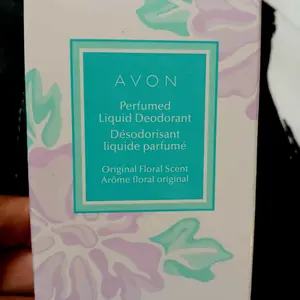 AVON
Perfumed
Liquid Deodorant
Désodorisant
liquide parfumé
Original Floral Scent
Arôme floral original